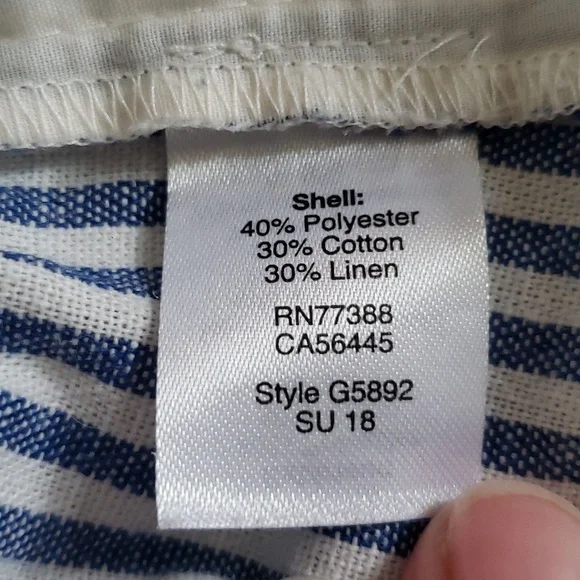 Shell:
40% Polyester
30% Cotton
30% Linen
RN77388
CA56445
Style G5892
SU 18